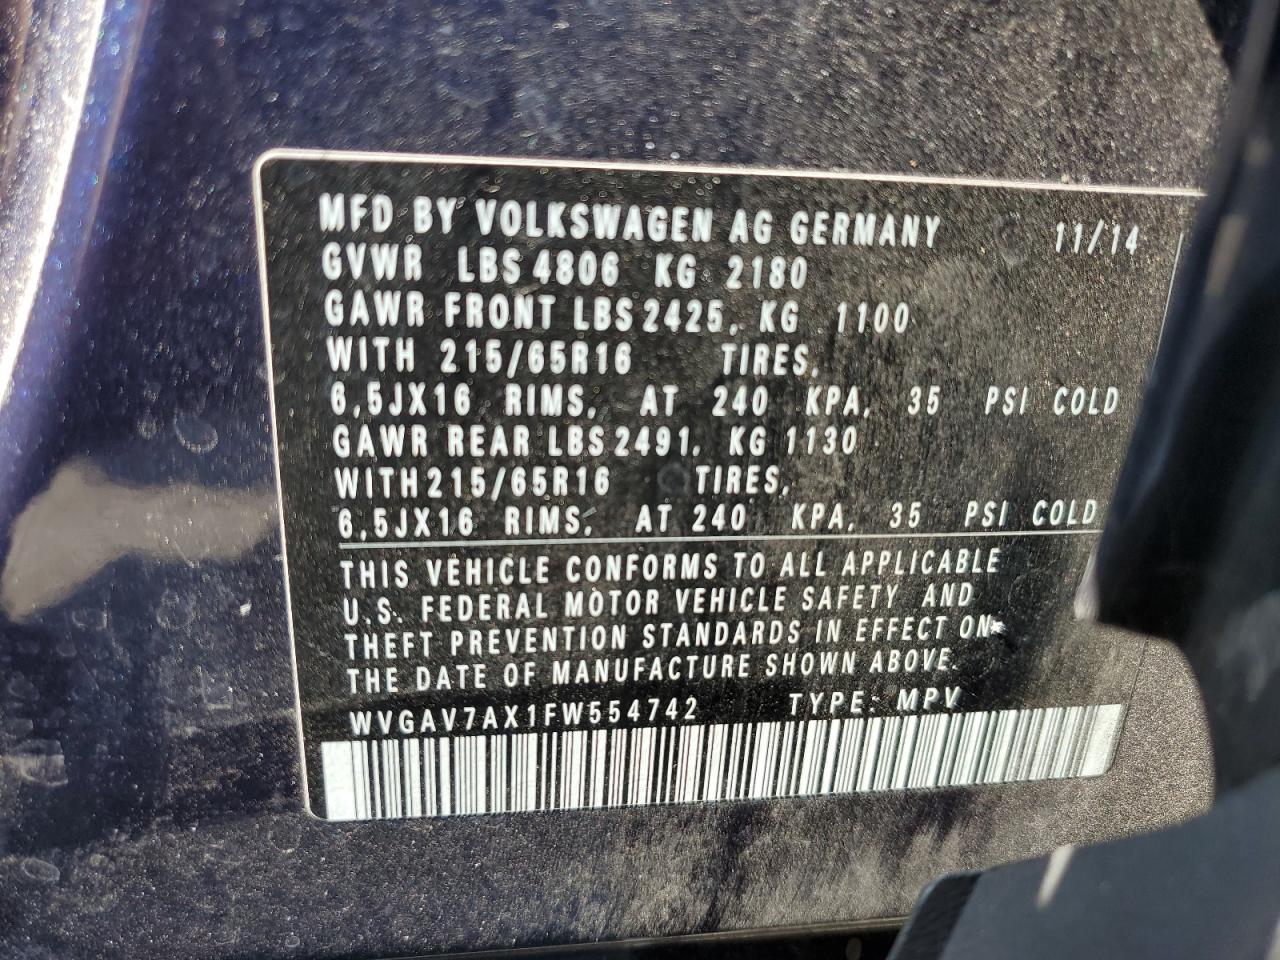 MFD BY VOLKSWAGEN AG GERMANY 11/14
GVWR LBS 4806 KG 2180
GAWR FRONT LBS 2425, KG 1100
WITH 215/65R16 TIRES,
6,5JX16 RIMS, AT 240 KPA, 35 PSI COLD
GAWR REAR LBS 2491, KG 1130
WITH 215/65R16 TIRES,
6,5JX16 RIMS, AT 240 KPA, 35 PSI COLD
THIS VEHICLE CONFORMS TO ALL APPLICABLE
U.S. FEDERAL MOTOR VEHICLE SAFETY AND
THEFT PREVENTION STANDARDS IN EFFECT ON
THE DATE OF MANUFACTURE SHOWN ABOVE.
WVGAV7AX1FW554742 TYPE: MPV